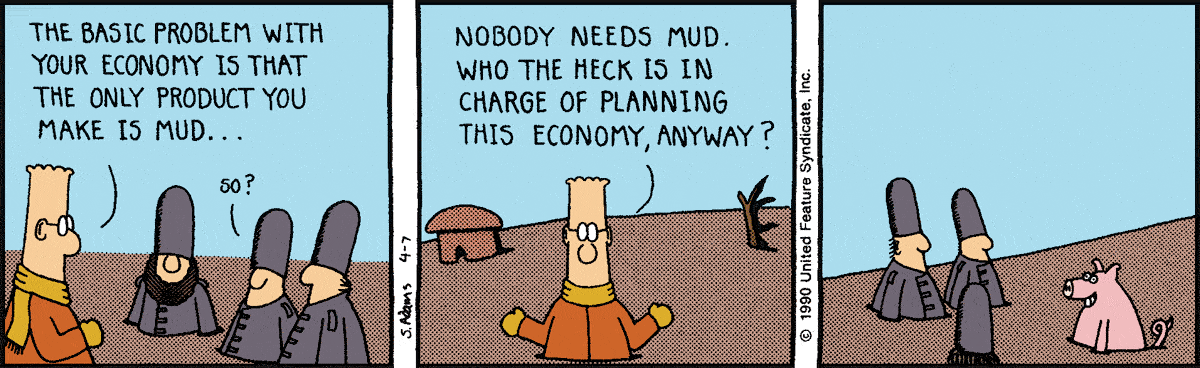 THE BASIC PROBLEM WITH
YOUR ECONOMY IS THAT
THE ONLY PRODUCT YOU
MAKE IS MUD...
SO?
S.Adams 4-7
NOBODY NEEDS MUD.
WHO THE HECK IS IN
CHARGE OF PLANNING
THIS ECONOMY, ANYWAY?
© 1990 United Feature Syndicate, Inc.